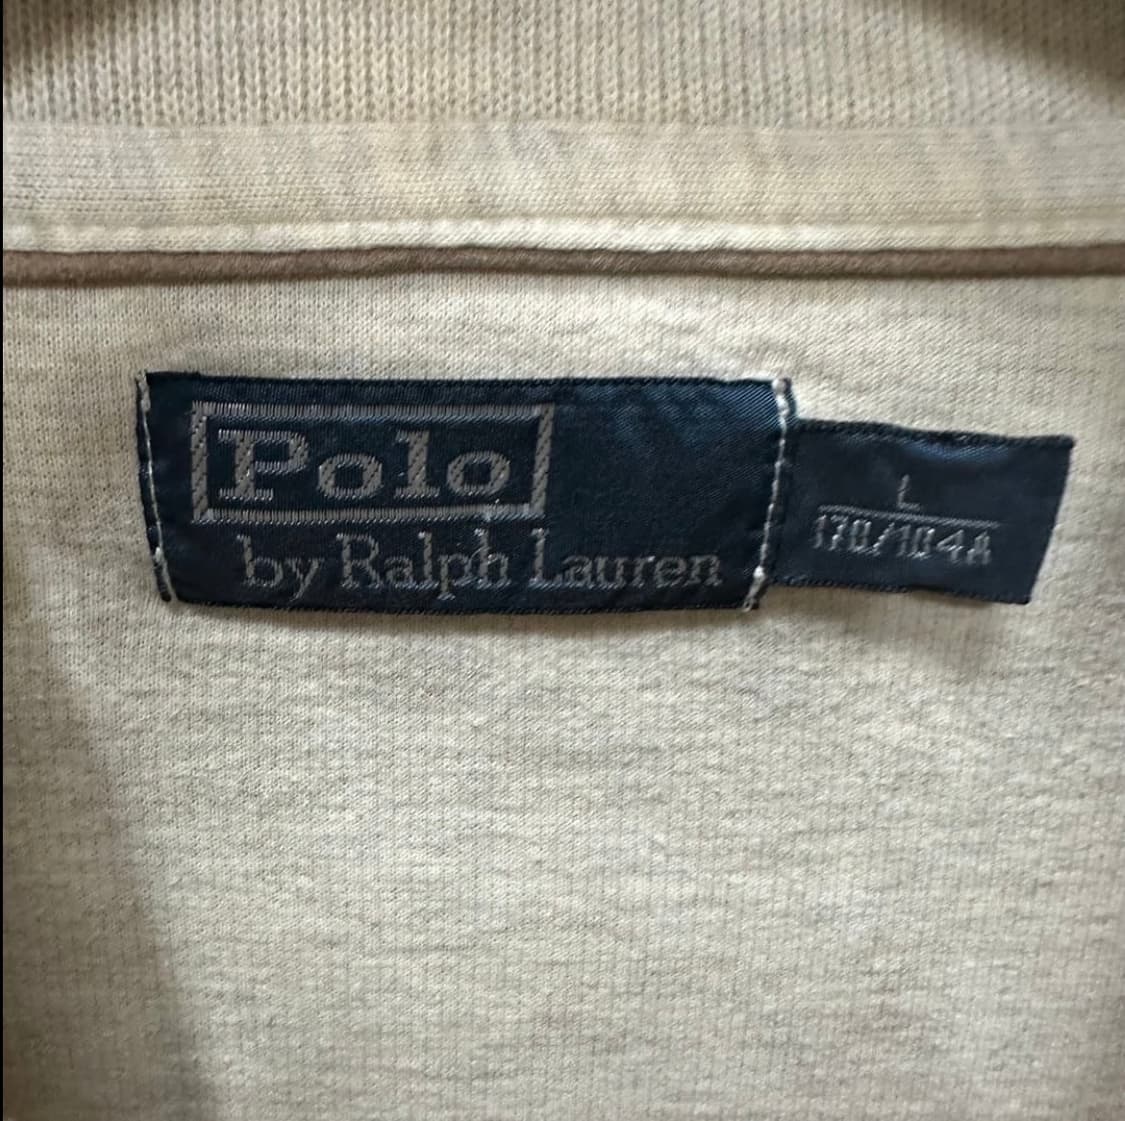 Polo
by Ralph Lauren
L
170/104A